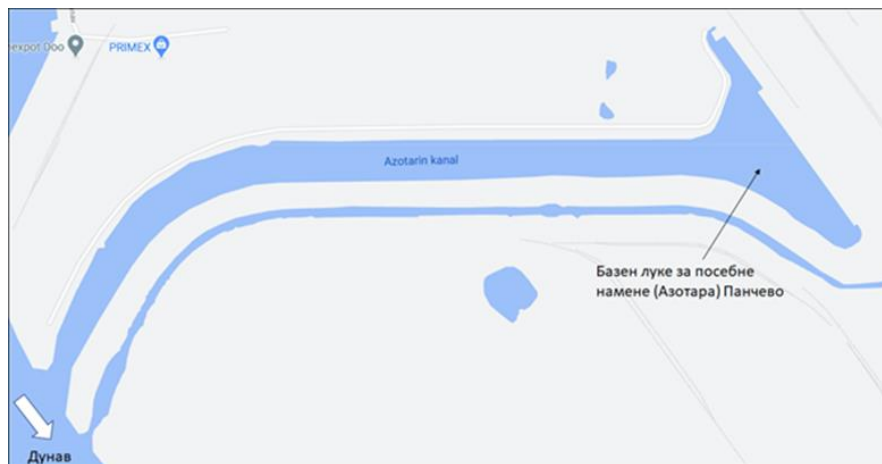 nexpot Doo
PRIMEX
Azotarin kanal
Базен луке за посебне
намене (Азотара) Панчево
Дунав